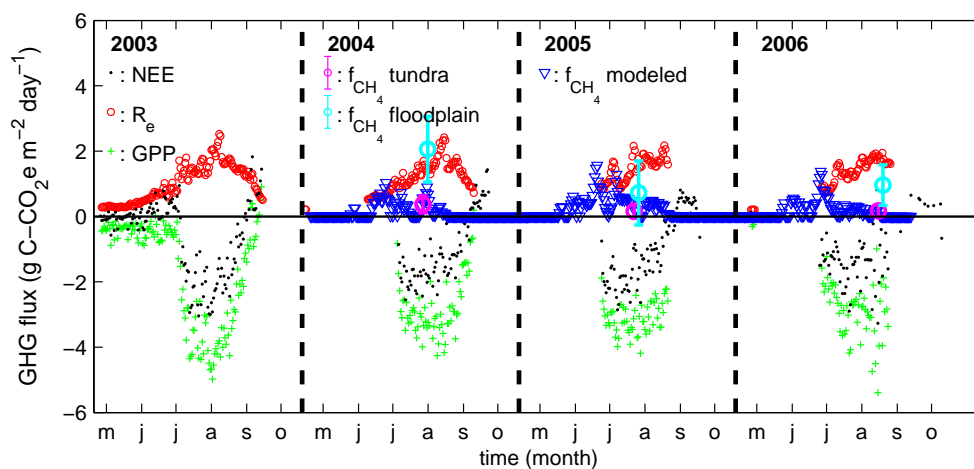 2003 2004 2005 2006
: NEE
: Re
: GPP
: fCH4 tundra
: fCH4 floodplain
: fCH4 modeled
GHG flux (g C−CO2 e m−2 day−1)
6
4
2
0
−2
−4
−6
m j j a s o m j j a s o m j j a s o m j j a s o
time (month)